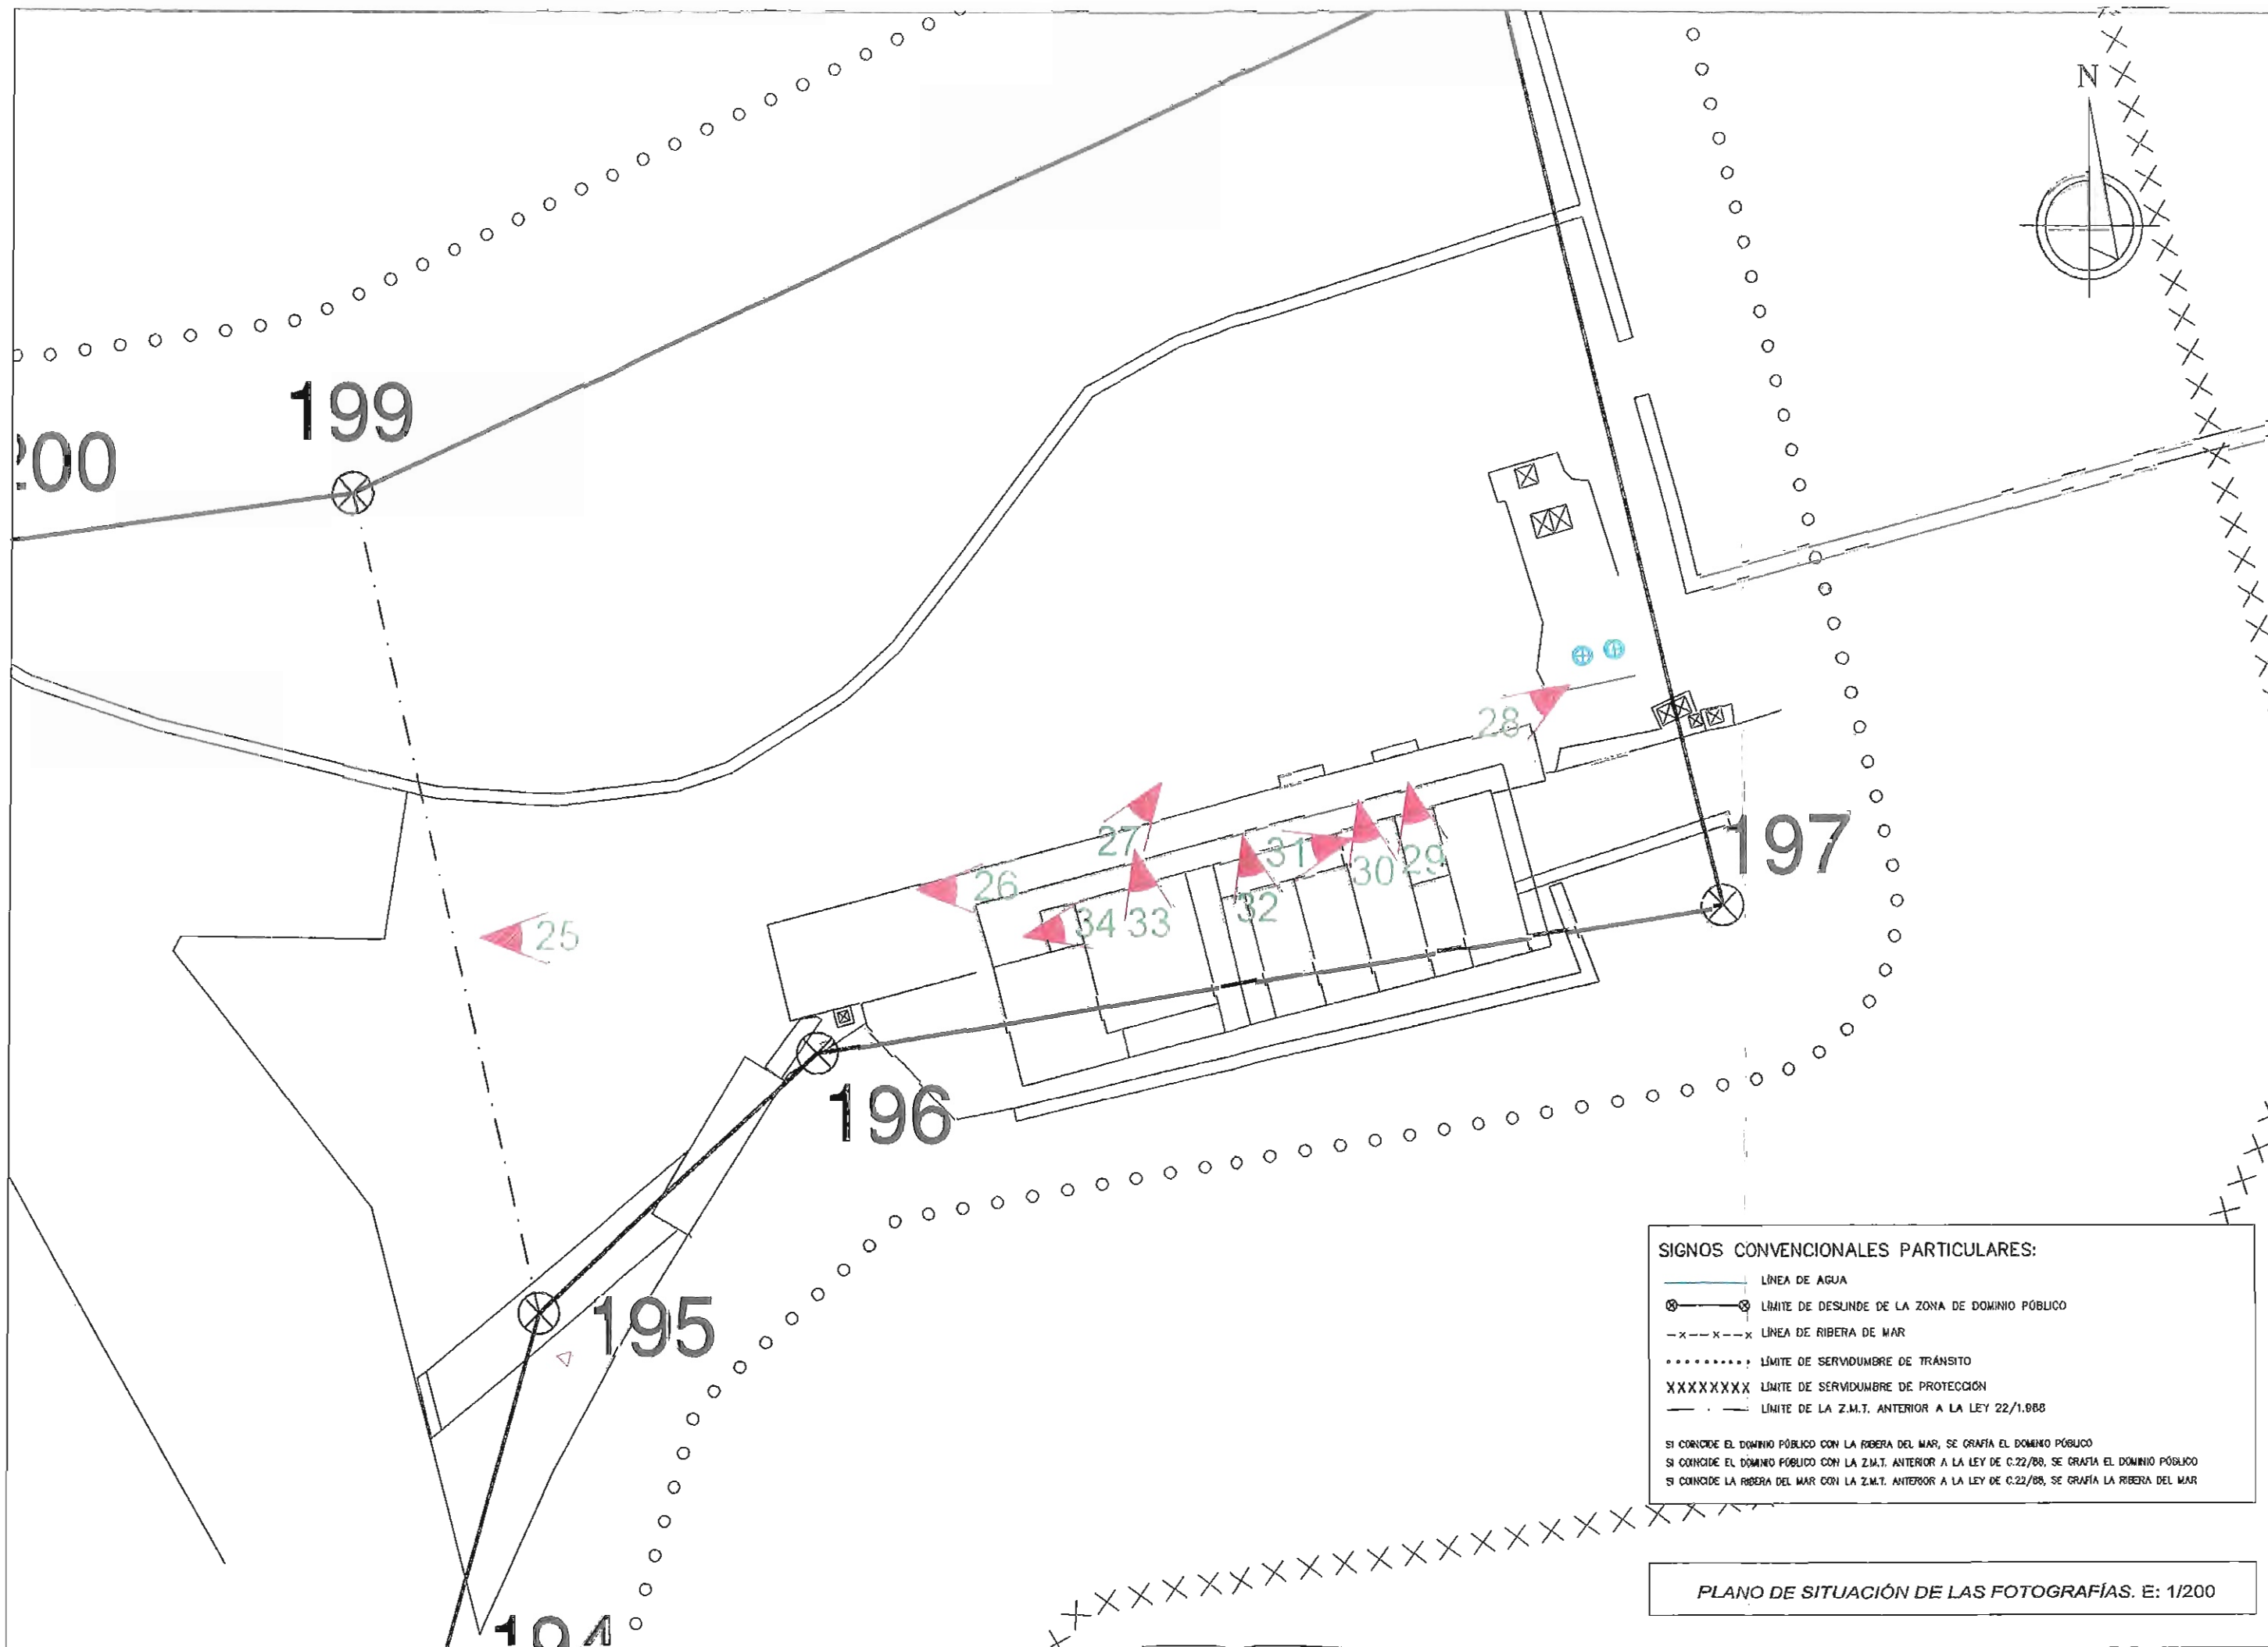 N
199
200
28
27
31
30
29
197
26
32
34
33
25
196
195
194
SIGNOS CONVENCIONALES PARTICULARES:
LÍNEA DE AGUA
LÍMITE DE DESLINDE DE LA ZONA DE DOMINIO PÚBLICO
LÍNEA DE RIBERA DE MAR
LÍMITE DE SERVIDUMBRE DE TRÁNSITO
LÍMITE DE SERVIDUMBRE DE PROTECCIÓN
LÍMITE DE LA Z.M.T. ANTERIOR A LA LEY 22/1.988
SI COINCIDE EL DOMINIO PÚBLICO CON LA RIBERA DEL MAR, SE GRAFÍA EL DOMINIO PÚBLICO
SI COINCIDE EL DOMINIO PÚBLICO CON LA Z.M.T. ANTERIOR A LA LEY DE C.22/88, SE GRAFIA EL DOMINIO PÚBLICO
SI COINCIDE LA RIBERA DEL MAR CON LA Z.M.T. ANTERIOR A LA LEY DE C.22/88, SE GRAFÍA LA RIBERA DEL MAR
PLANO DE SITUACIÓN DE LAS FOTOGRAFÍAS. E: 1/200